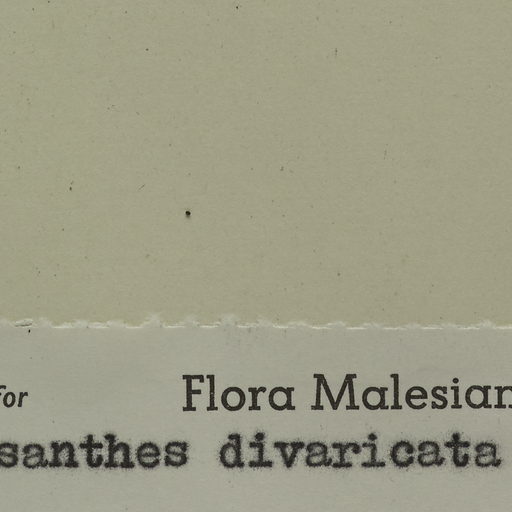 for Flora Malesian
santhes divaricata